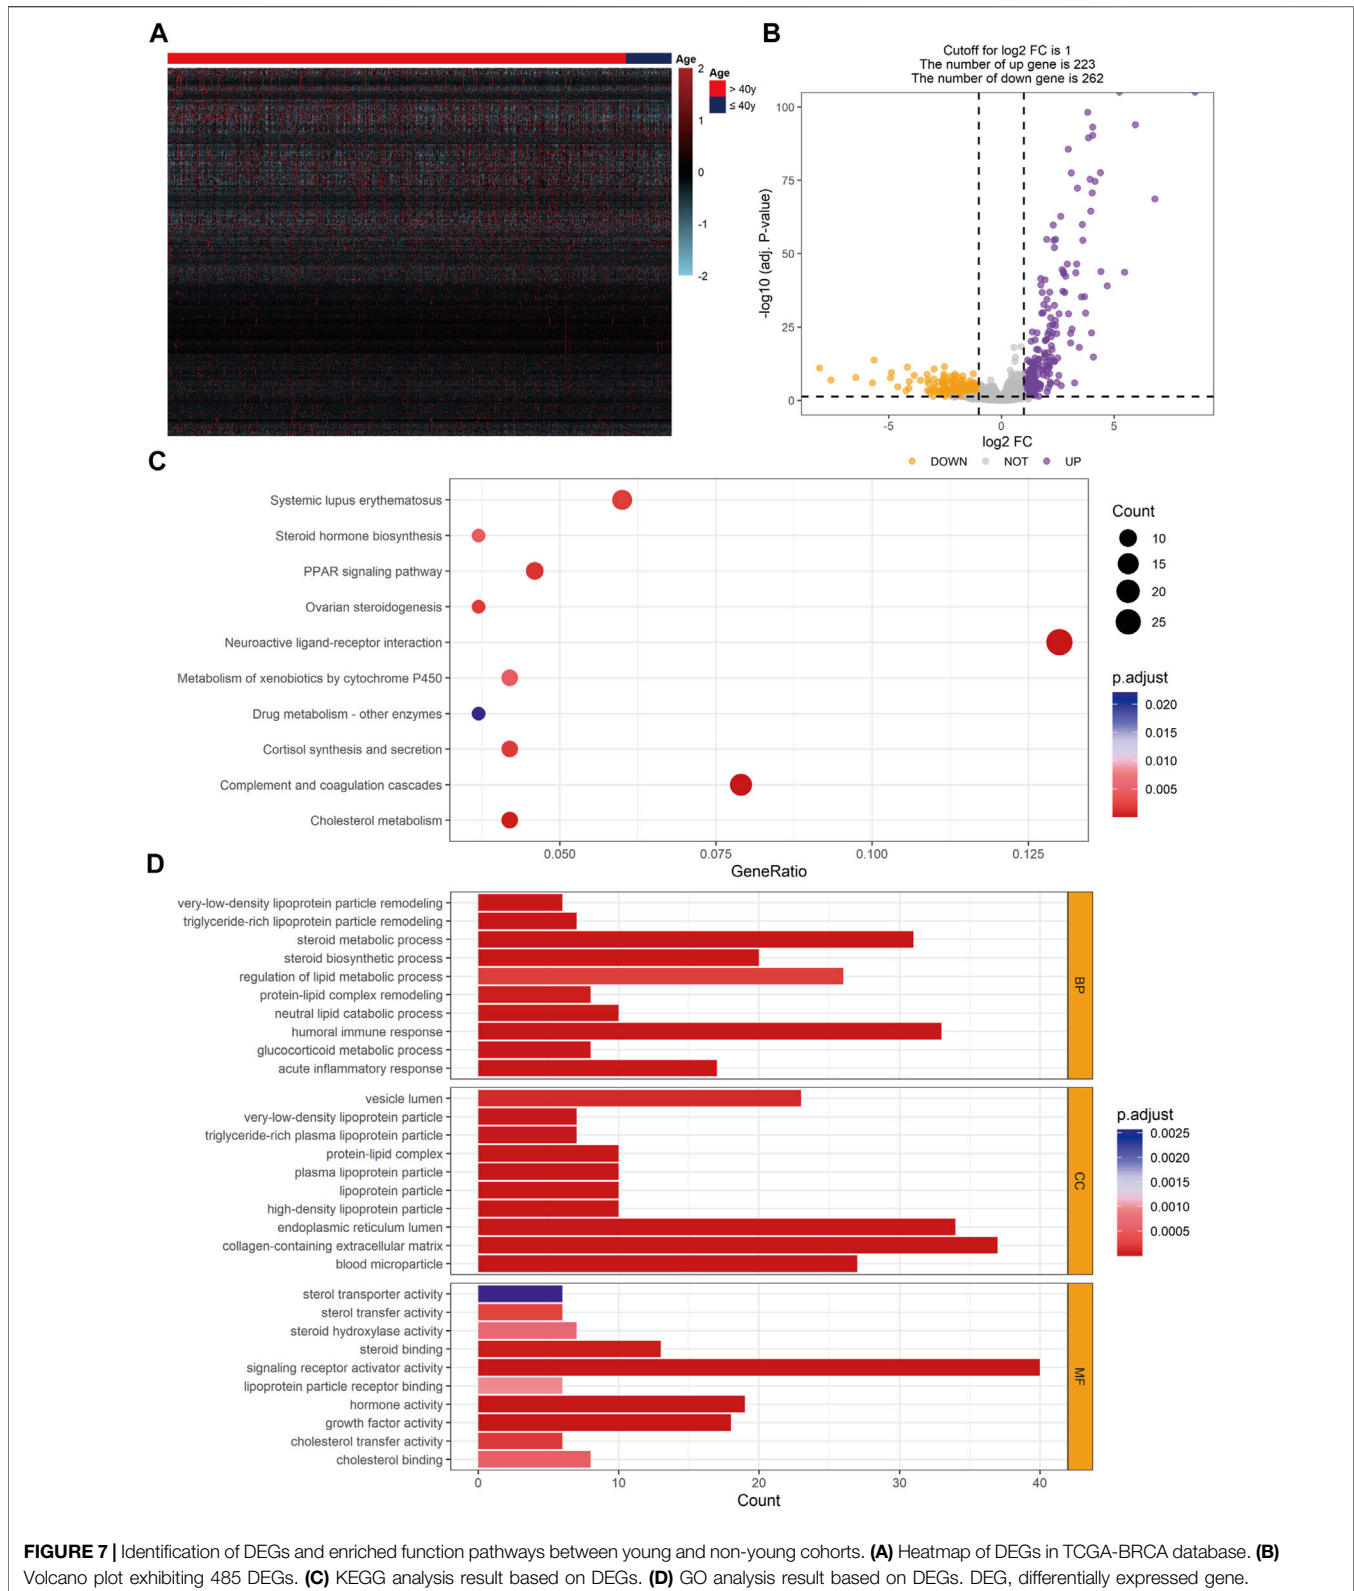 A
Age
2
1
0
-1
-2
Age
> 40y
≤ 40y
B
Cutoff for log2 FC is 1
The number of up gene is 223
The number of down gene is 262
-log10 (adj. P-value)
100
75
50
25
0
-5
0
5
log2 FC
DOWN
NOT
UP
C
Systemic lupus erythematosus
Steroid hormone biosynthesis
PPAR signaling pathway
Ovarian steroidogenesis
Neuroactive ligand-receptor interaction
Metabolism of xenobiotics by cytochrome P450
Drug metabolism - other enzymes
Cortisol synthesis and secretion
Complement and coagulation cascades
Cholesterol metabolism
0.050
0.075
0.100
0.125
GeneRatio
Count
10
15
20
25
p.adjust
0.020
0.015
0.010
0.005
D
very-low-density lipoprotein particle remodeling
triglyceride-rich lipoprotein particle remodeling
steroid metabolic process
steroid biosynthetic process
regulation of lipid metabolic process
protein-lipid complex remodeling
neutral lipid catabolic process
humoral immune response
glucocorticoid metabolic process
acute inflammatory response
BP
vesicle lumen
very-low-density lipoprotein particle
triglyceride-rich plasma lipoprotein particle
protein-lipid complex
plasma lipoprotein particle
lipoprotein particle
high-density lipoprotein particle
endoplasmic reticulum lumen
collagen-containing extracellular matrix
blood microparticle
CC
sterol transporter activity
sterol transfer activity
steroid hydroxylase activity
steroid binding
signaling receptor activator activity
lipoprotein particle receptor binding
hormone activity
growth factor activity
cholesterol transfer activity
cholesterol binding
MF
0
10
20
30
40
Count
p.adjust
0.0025
0.0020
0.0015
0.0010
0.0005
FIGURE 7 | Identification of DEGs and enriched function pathways between young and non-young cohorts. (A) Heatmap of DEGs in TCGA-BRCA database. (B)
Volcano plot exhibiting 485 DEGs. (C) KEGG analysis result based on DEGs. (D) GO analysis result based on DEGs. DEG, differentially expressed gene.